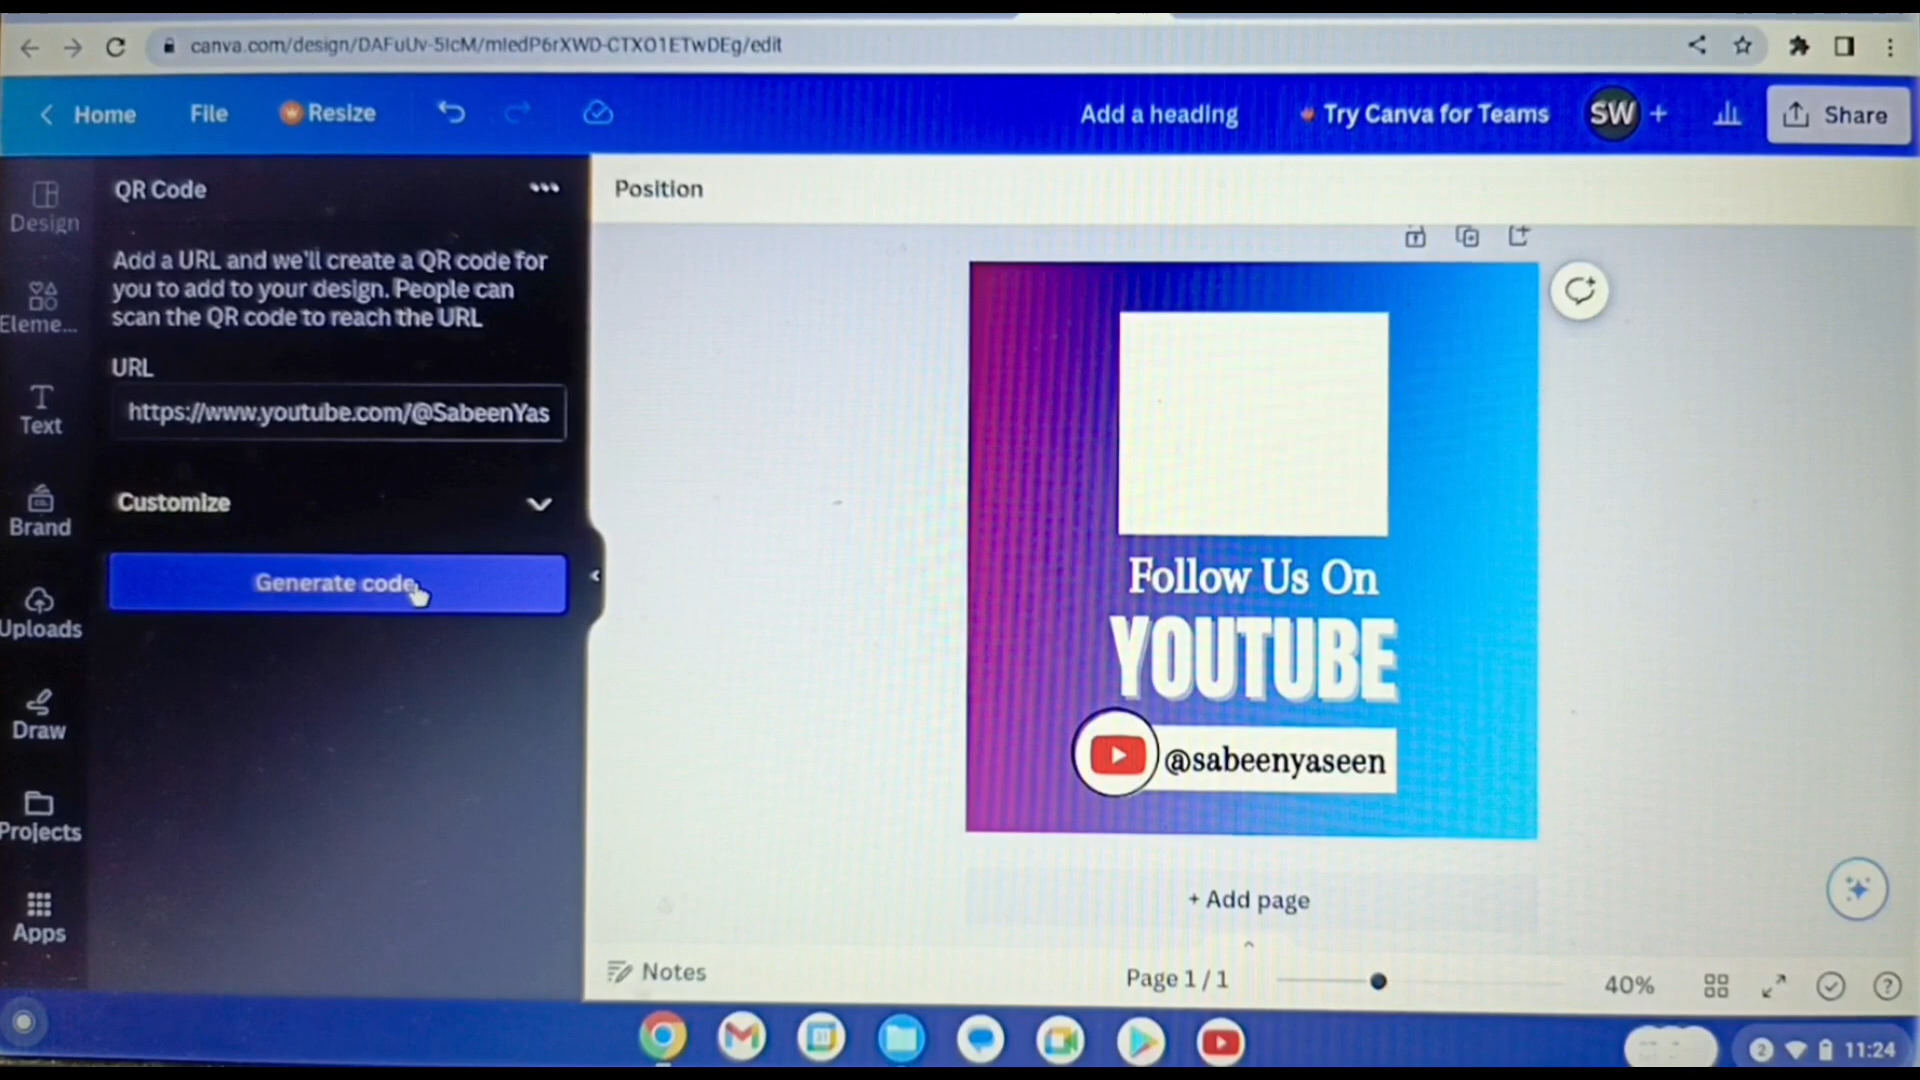 canva.com/design/DAFuUv-5IcM/mIedP6rXWD-CTXO1ETwDEg/edit
Home File Resize Add a heading Try Canva for Teams SW + Share
QR Code
Position
Add a URL and we'll create a QR code for
you to add to your design. People can
scan the QR code to reach the URL
URL
https://www.youtube.com/@SabeenYas
Customize
Generate code
Design
Eleme...
Text
Brand
Uploads
Draw
Projects
Apps
Follow Us On
YOUTUBE
@sabeenyaseen
+ Add page
Notes
Page 1 / 1
40%
31
2
11:24